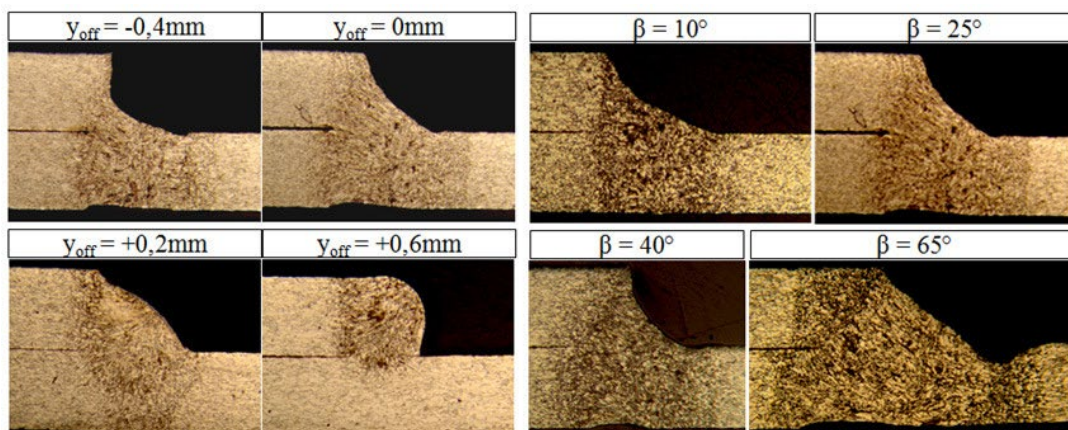 y_off = -0,4mm
y_off = 0mm
y_off = +0,2mm
y_off = +0,6mm
β = 10°
β = 25°
β = 40°
β = 65°